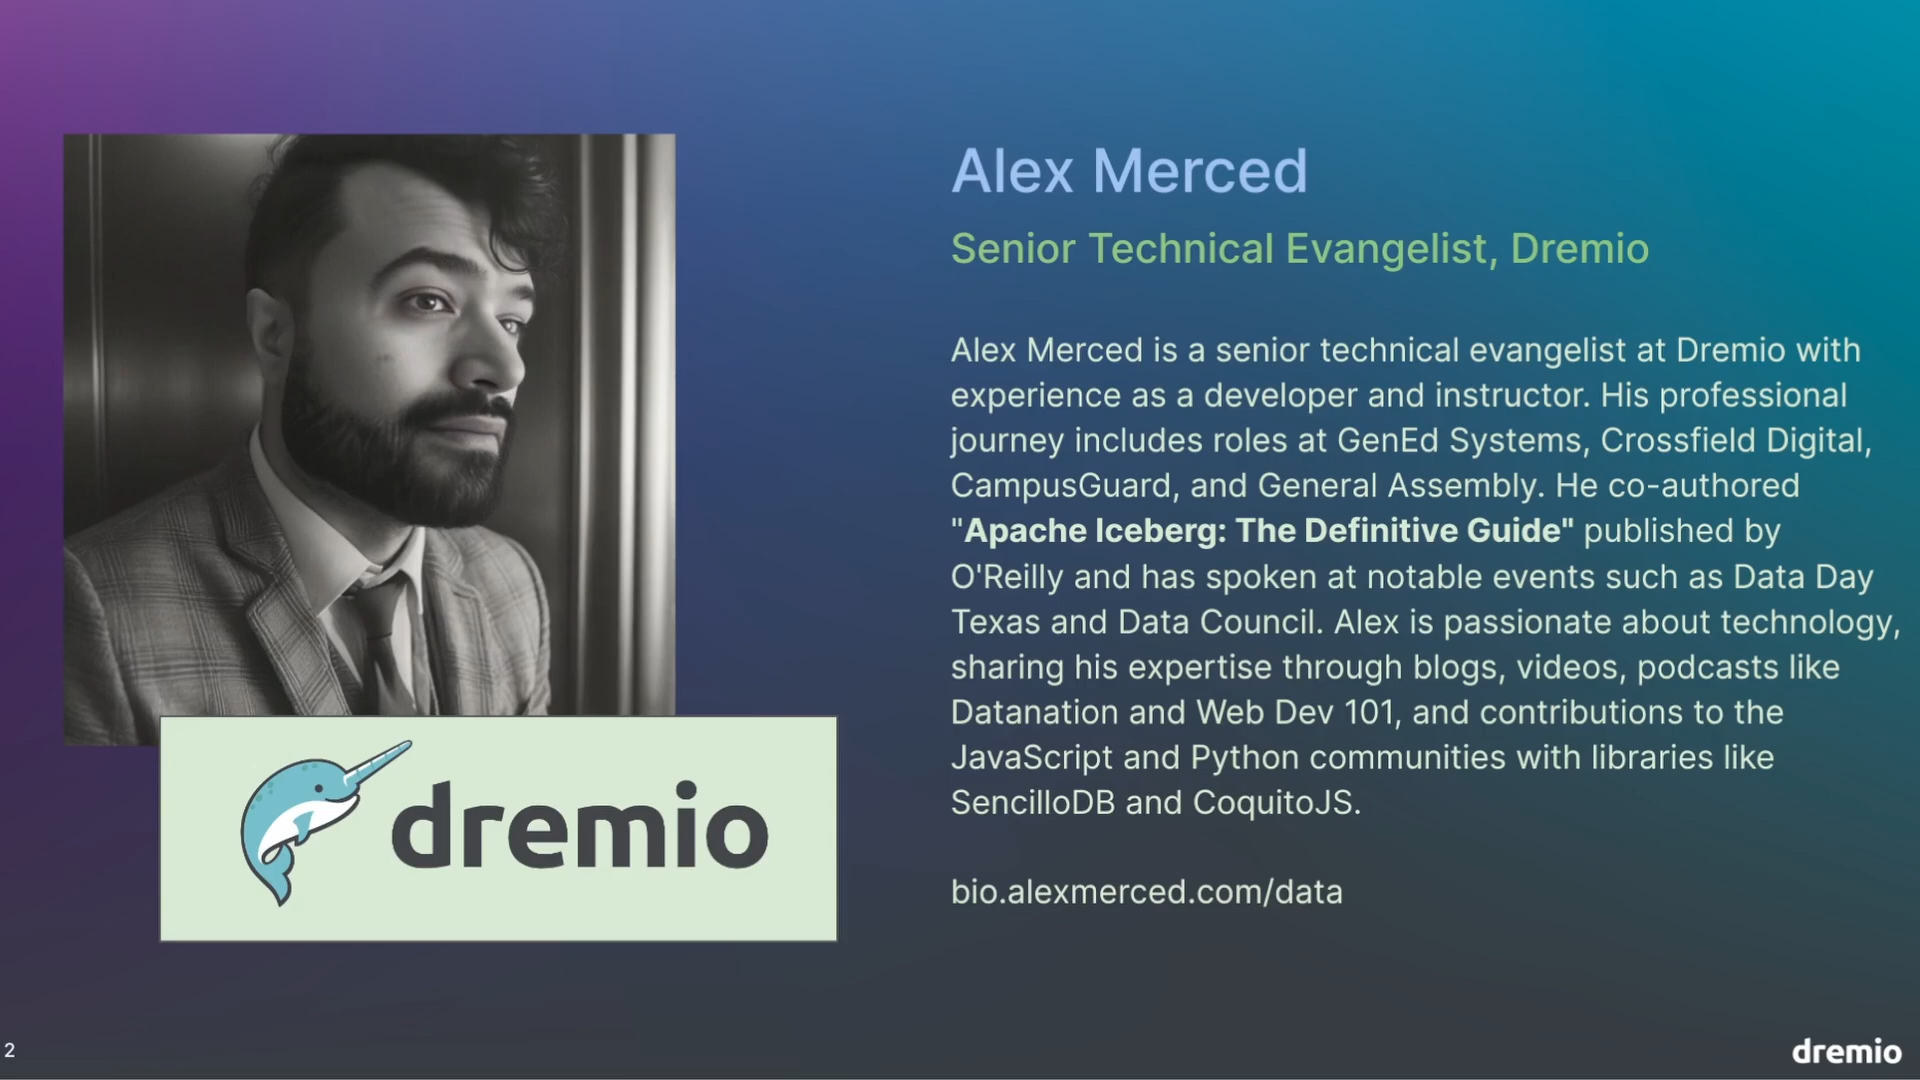 Alex Merced
Senior Technical Evangelist, Dremio
Alex Merced is a senior technical evangelist at Dremio with
experience as a developer and instructor. His professional
journey includes roles at GenEd Systems, Crossfield Digital,
CampusGuard, and General Assembly. He co-authored
"Apache Iceberg: The Definitive Guide" published by
O'Reilly and has spoken at notable events such as Data Day
Texas and Data Council. Alex is passionate about technology,
sharing his expertise through blogs, videos, podcasts like
Datanation and Web Dev 101, and contributions to the
JavaScript and Python communities with libraries like
SencilloDB and CoquitoJS.
bio.alexmerced.com/data
dremio
2
dremio